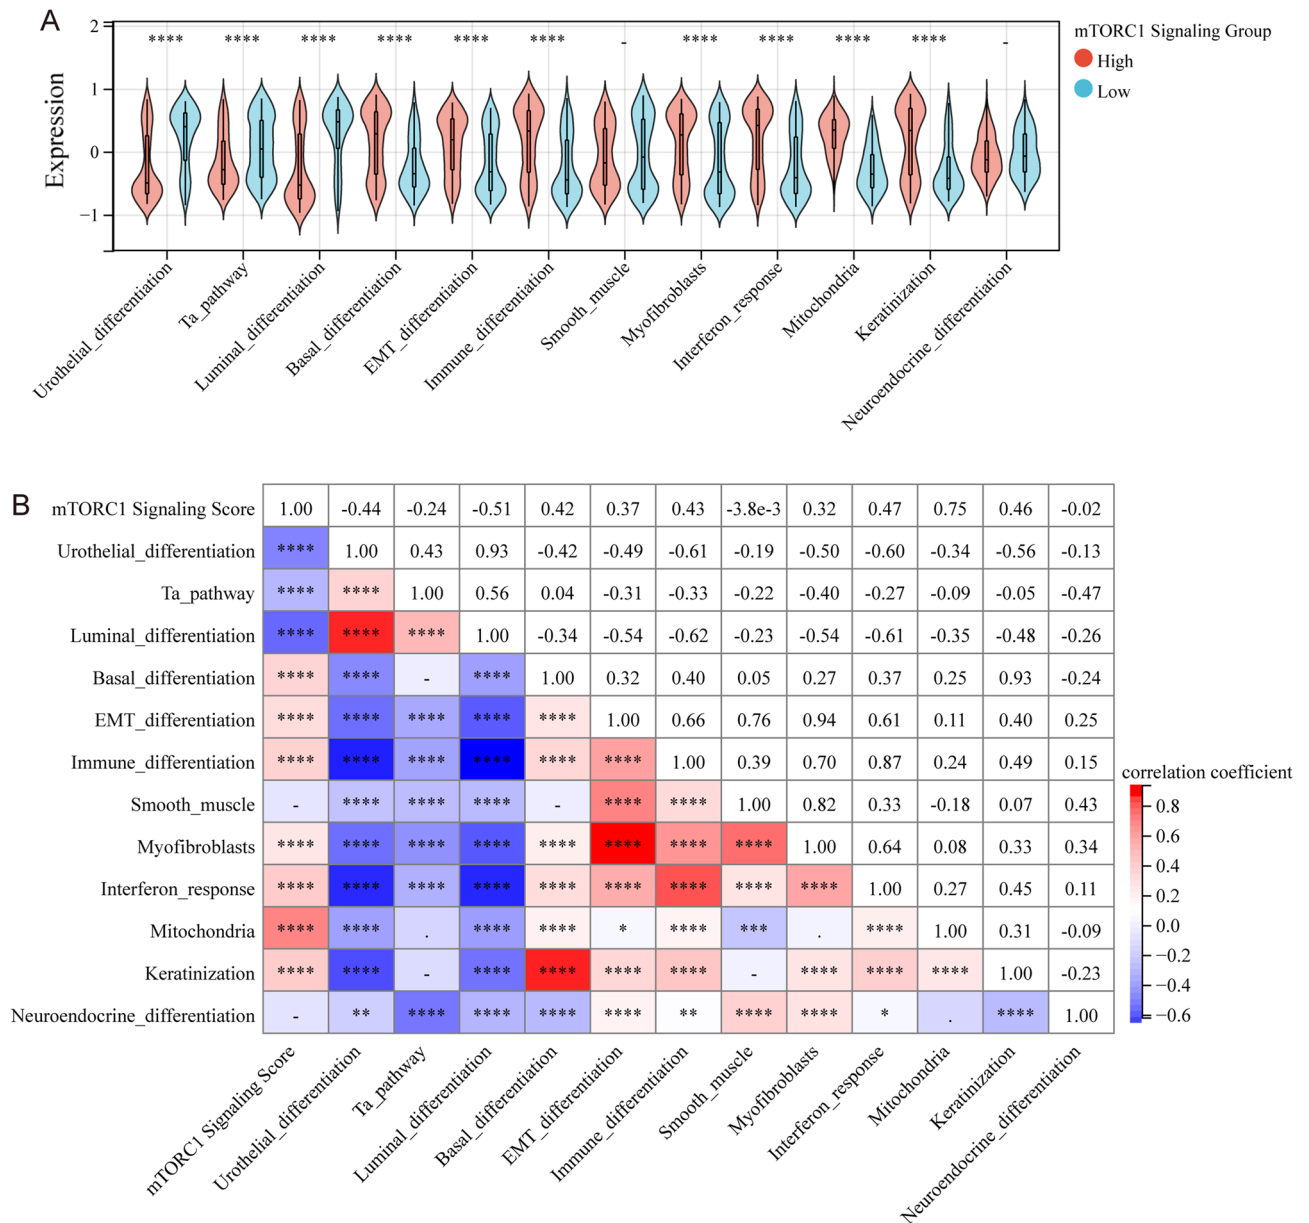 A
mTORC1 Signaling Group
High
Low
Expression
2
1
0
−1
**** **** **** **** **** **** - **** **** **** **** -
Urothelial_differentiation
Ta_pathway
Luminal_differentiation
Basal_differentiation
EMT_differentiation
Immune_differentiation
Smooth_muscle
Myofibroblasts
Interferon_response
Mitochondria
Keratinization
Neuroendocrine_differentiation
B
mTORC1 Signaling Score 1.00 -0.44 -0.24 -0.51 0.42 0.37 0.43 -3.8e-3 0.32 0.47 0.75 0.46 -0.02
Urothelial_differentiation **** 1.00 0.43 0.93 -0.42 -0.49 -0.61 -0.19 -0.50 -0.60 -0.34 -0.56 -0.13
Ta_pathway **** **** 1.00 0.56 0.04 -0.31 -0.33 -0.22 -0.40 -0.27 -0.09 -0.05 -0.47
Luminal_differentiation **** **** **** 1.00 -0.34 -0.54 -0.62 -0.23 -0.54 -0.61 -0.35 -0.48 -0.26
Basal_differentiation **** **** - **** 1.00 0.32 0.40 0.05 0.27 0.37 0.25 0.93 -0.24
EMT_differentiation **** **** **** **** **** 1.00 0.66 0.76 0.94 0.61 0.11 0.40 0.25
Immune_differentiation **** **** **** **** **** **** 1.00 0.39 0.70 0.87 0.24 0.49 0.15
Smooth_muscle - **** **** **** - **** **** 1.00 0.82 0.33 -0.18 0.07 0.43
Myofibroblasts **** **** **** **** **** **** **** **** 1.00 0.64 0.08 0.33 0.34
Interferon_response **** **** **** **** **** **** **** **** **** 1.00 0.27 0.45 0.11
Mitochondria **** **** . **** **** * **** *** . **** 1.00 0.31 -0.09
Keratinization **** **** - **** **** **** **** - **** **** **** 1.00 -0.23
Neuroendocrine_differentiation - ** **** **** **** **** ** **** **** * . **** 1.00
mTORC1 Signaling Score
Urothelial_differentiation
Ta_pathway
Luminal_differentiation
Basal_differentiation
EMT_differentiation
Immune_differentiation
Smooth_muscle
Myofibroblasts
Interferon_response
Mitochondria
Keratinization
Neuroendocrine_differentiation
correlation coefficient
0.8
0.6
0.4
0.2
0.0
−0.2
−0.4
−0.6